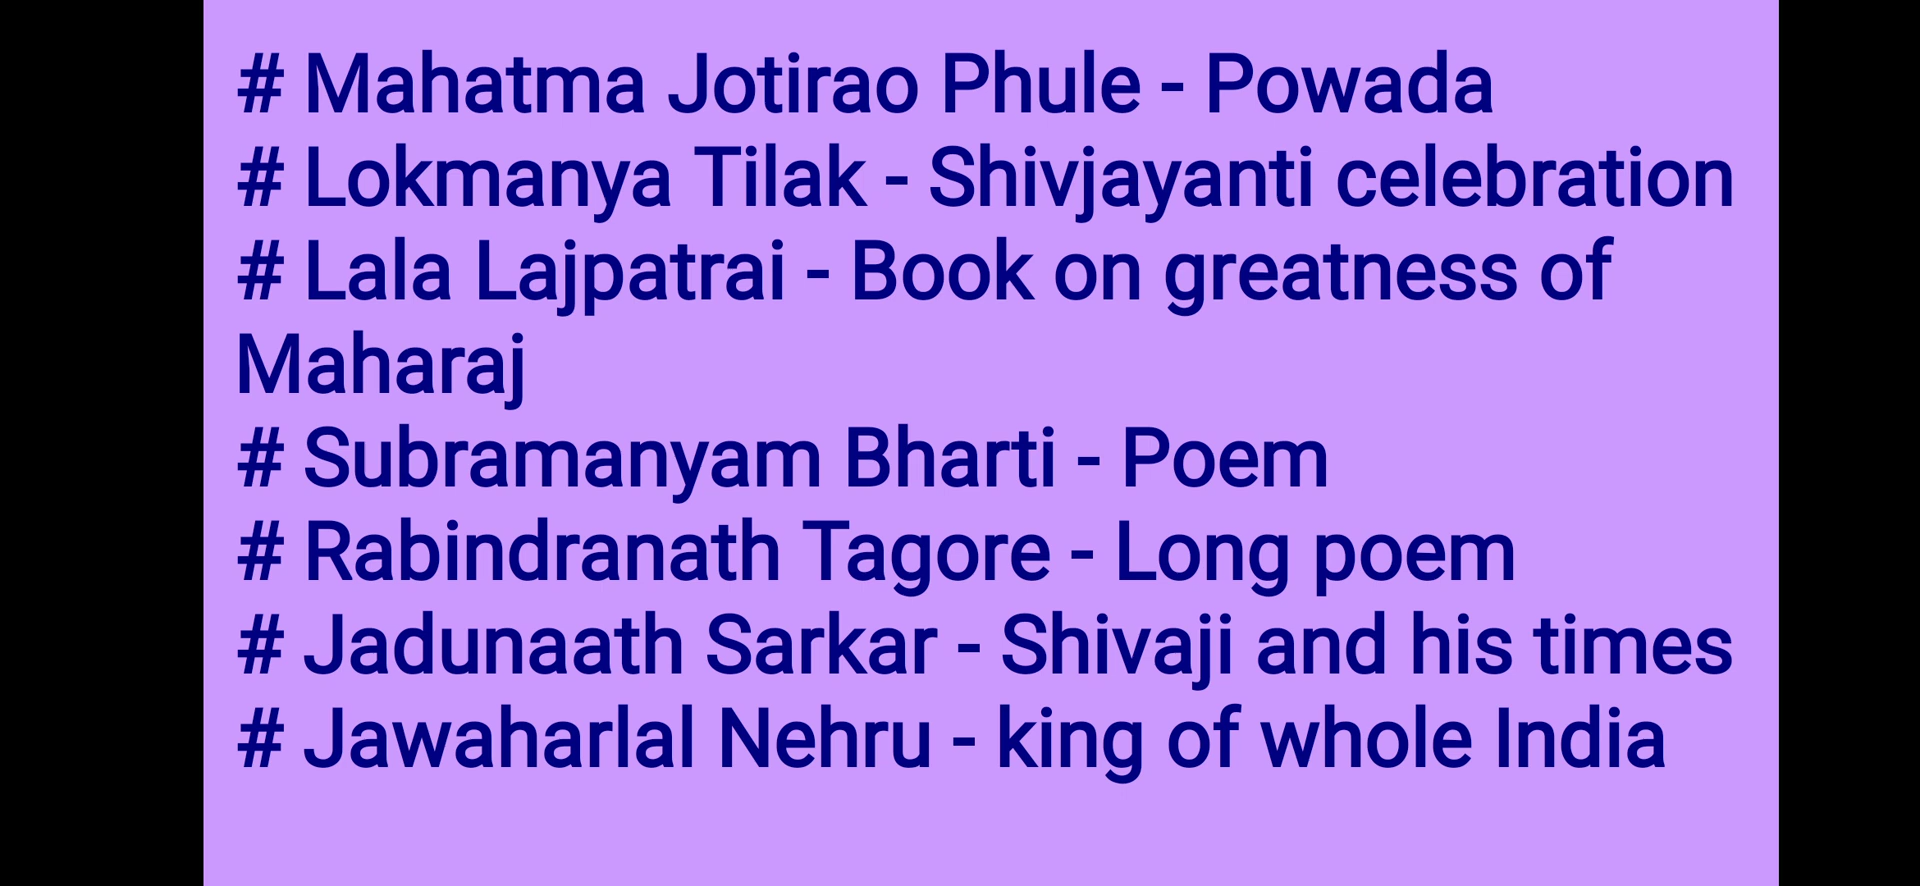 # Mahatma Jotirao Phule - Powada
# Lokmanya Tilak - Shivjayanti celebration
# Lala Lajpatrai - Book on greatness of
Maharaj
# Subramanyam Bharti - Poem
# Rabindranath Tagore - Long poem
# Jadunaath Sarkar - Shivaji and his times
# Jawaharlal Nehru - king of whole India